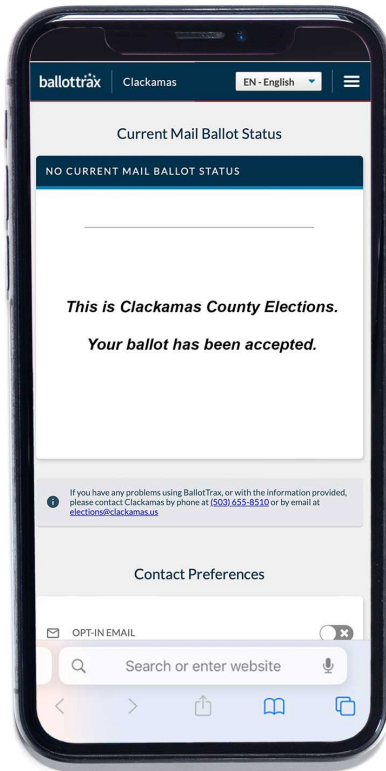 ballottrax Clackamas EN - English
Current Mail Ballot Status
NO CURRENT MAIL BALLOT STATUS
This is Clackamas County Elections.
Your ballot has been accepted.
If you have any problems using BallotTrax, or with the information provided,
please contact Clackamas by phone at (503) 655-8510 or by email at
elections@clackamas.us
Contact Preferences
OPT-IN EMAIL
Search or enter website